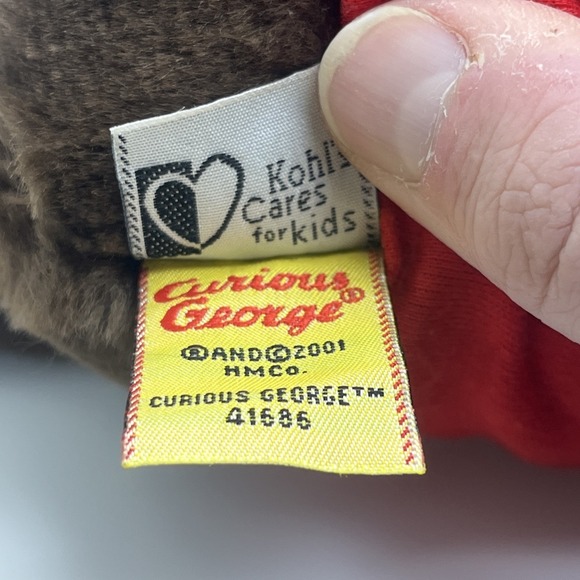 Kohl's
Cares
for kids
Curious
George®
®AND©2001
HMCo.
CURIOUS GEORGE™
41686